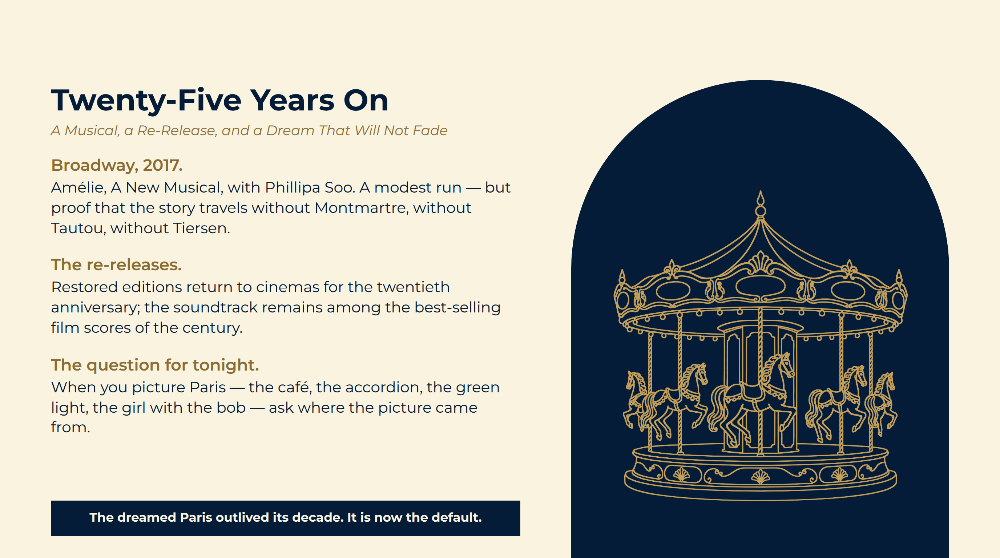 Twenty-Five Years On
A Musical, a Re-Release, and a Dream That Will Not Fade
Broadway, 2017.
Amélie, A New Musical, with Phillipa Soo. A modest run — but
proof that the story travels without Montmartre, without
Tautou, without Tiersen.
The re-releases.
Restored editions return to cinemas for the twentieth
anniversary; the soundtrack remains among the best-selling
film scores of the century.
The question for tonight.
When you picture Paris — the café, the accordion, the green
light, the girl with the bob — ask where the picture came
from.
The dreamed Paris outlived its decade. It is now the default.